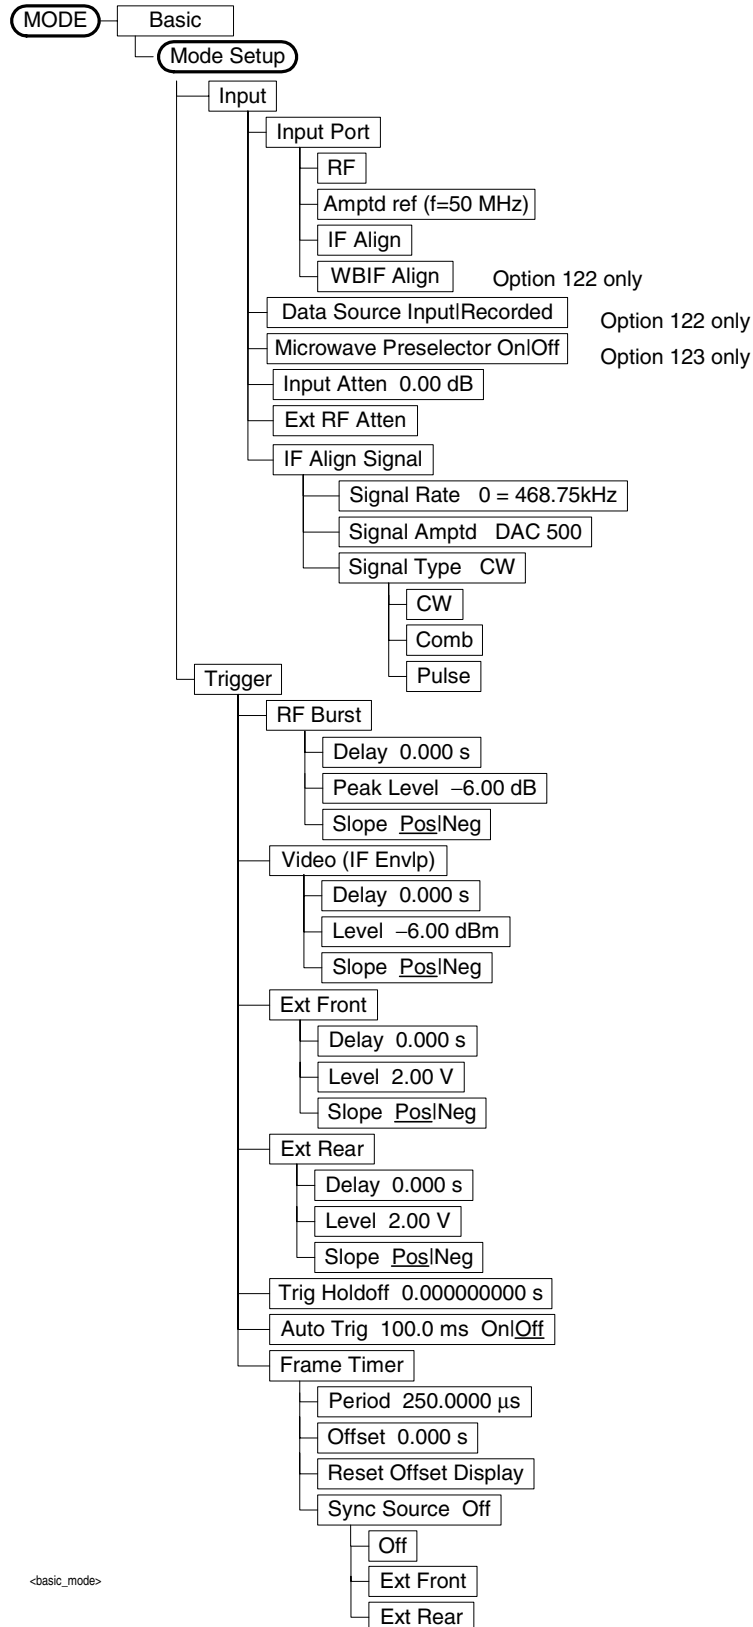 MODE Basic
Mode Setup
Input
Input Port
RF
Amptd ref (f=50 MHz)
IF Align
WBIF Align Option 122 only
Data Source Input|Recorded Option 122 only
Microwave Preselector On|Off Option 123 only
Input Atten 0.00 dB
Ext RF Atten
IF Align Signal
Signal Rate 0 = 468.75kHz
Signal Amptd DAC 500
Signal Type CW
CW
Comb
Pulse
Trigger
RF Burst
Delay 0.000 s
Peak Level –6.00 dB
Slope Pos|Neg
Video (IF Envlp)
Delay 0.000 s
Level –6.00 dBm
Slope Pos|Neg
Ext Front
Delay 0.000 s
Level 2.00 V
Slope Pos|Neg
Ext Rear
Delay 0.000 s
Level 2.00 V
Slope Pos|Neg
Trig Holdoff 0.000000000 s
Auto Trig 100.0 ms On|Off
Frame Timer
Period 250.0000 μs
Offset 0.000 s
Reset Offset Display
Sync Source Off
Off
<basic_mode> Ext Front
Ext Rear